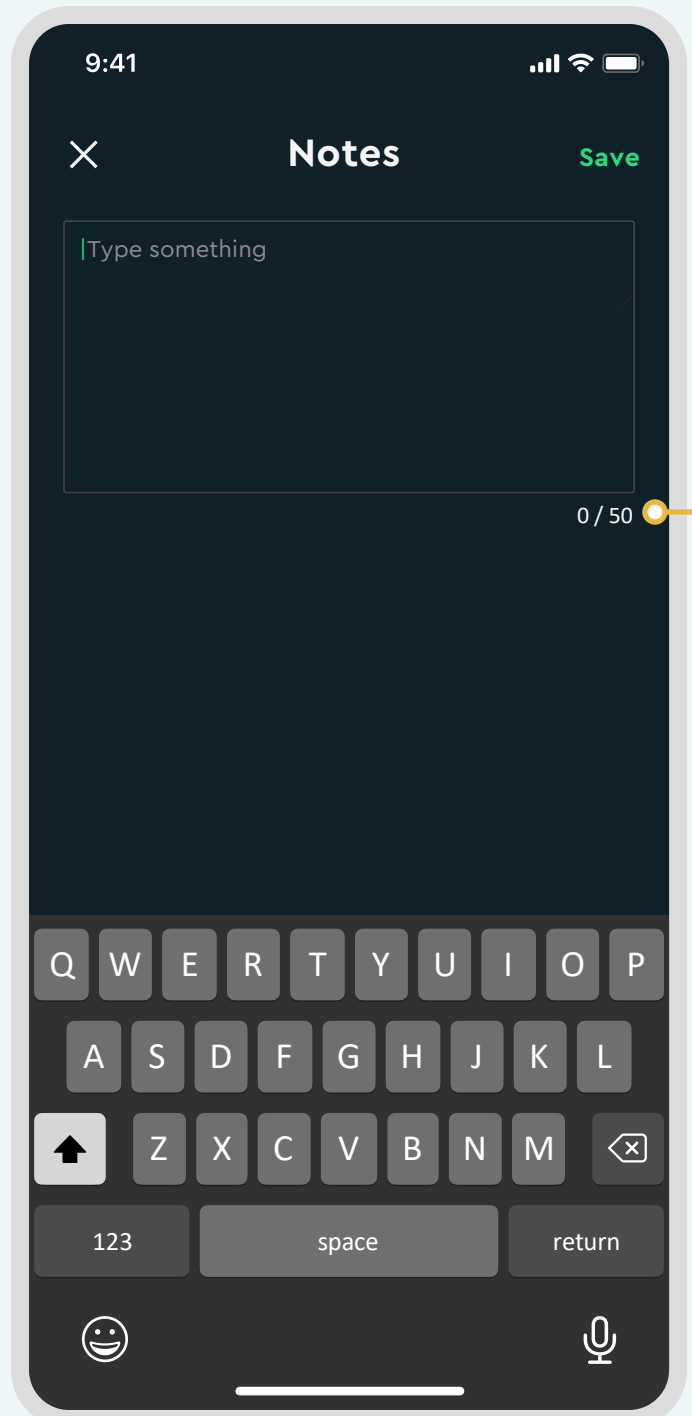 9:41
Notes
Save
Type something
0 / 50
Q W E R T Y U I O P
A S D F G H J K L
Z X C V B N M
123 space return